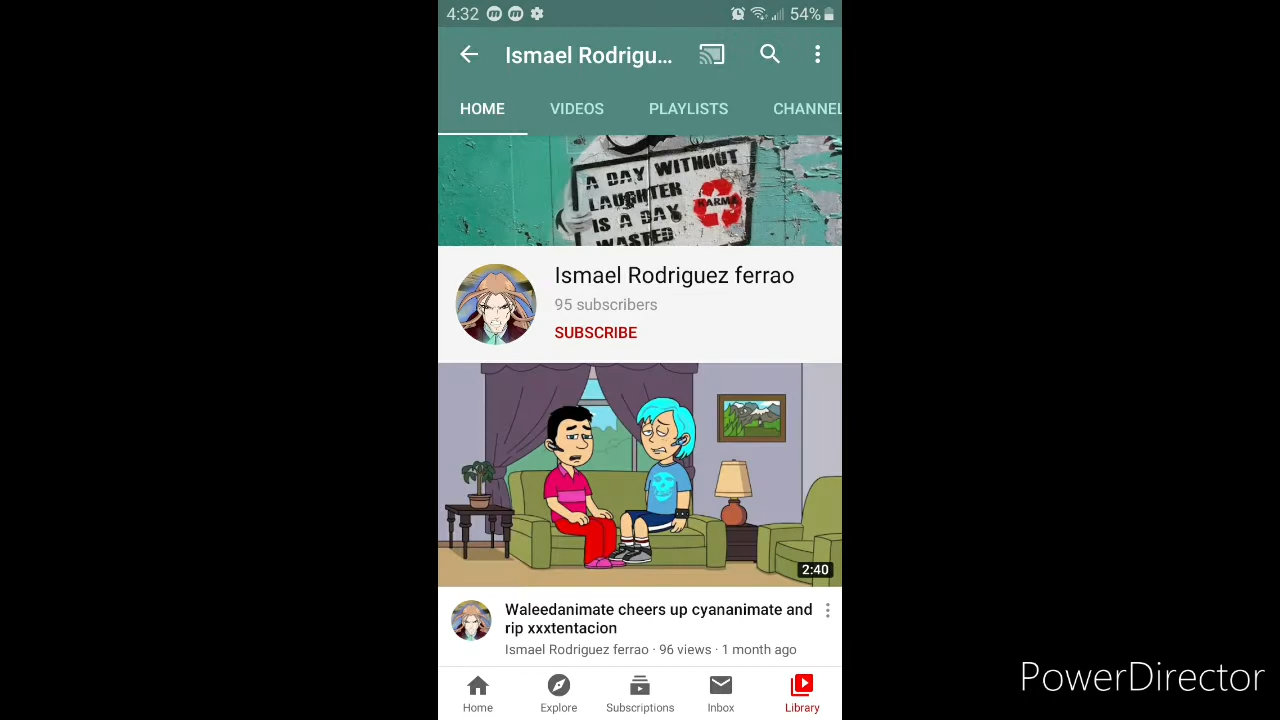 4:32
54%
Ismael Rodrigu...
HOME VIDEOS PLAYLISTS CHANNEL
A DAY WITHOUT
LAUGHTER
IS A DAY
WASTED
KARMA
Ismael Rodriguez ferrao
95 subscribers
SUBSCRIBE
2:40
Waleedanimate cheers up cyananimate and
rip xxxtentacion
Ismael Rodriguez ferrao · 96 views · 1 month ago
Home Explore Subscriptions Inbox Library
PowerDirector